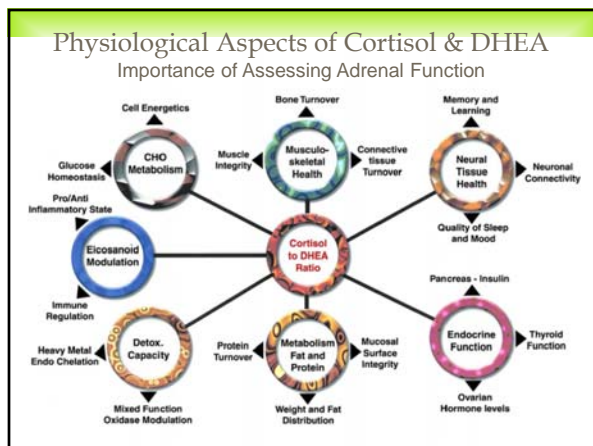 Physiological Aspects of Cortisol & DHEA
Importance of Assessing Adrenal Function
Cell Energetics
CHO
Metabolism
Glucose
Homeostasis
Bone Turnover
Muscle
Integrity
Musculo-
skeletal
Health
Connective
tissue
Turnover
Memory and
Learning
Neural
Tissue
Health
Neuronal
Connectivity
Quality of Sleep
and Mood
Pro/Anti
Inflammatory State
Eicosanoid
Modulation
Immune
Regulation
Cortisol
to DHEA
Ratio
Heavy Metal
Endo Chelation
Detox.
Capacity
Mixed Function
Oxidase Modulation
Protein
Turnover
Metabolism
Fat and
Protein
Mucosal
Surface
Integrity
Weight and Fat
Distribution
Pancreas - Insulin
Endocrine
Function
Thyroid
Function
Ovarian
Hormone levels